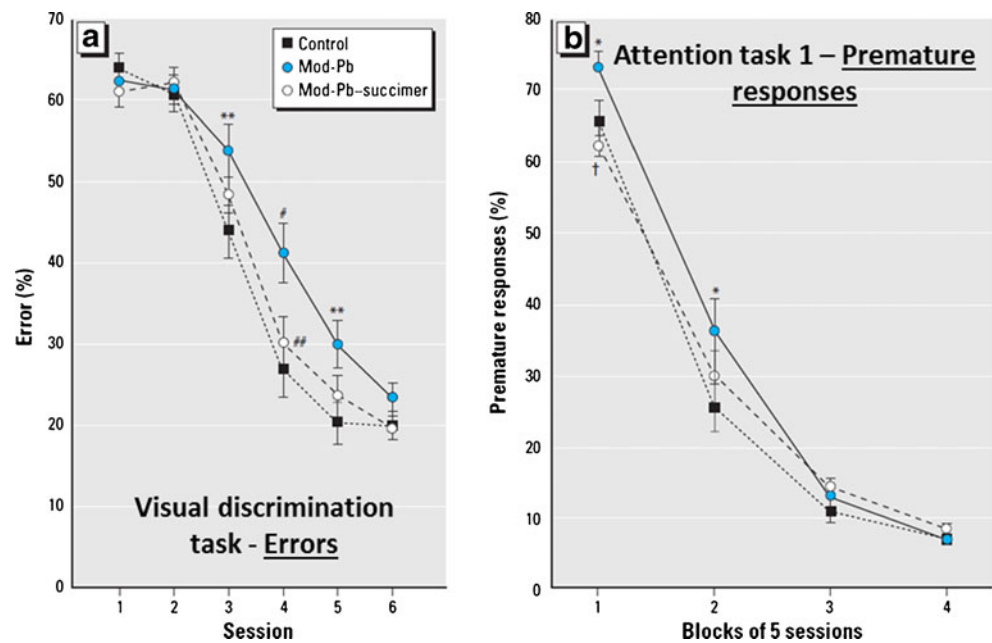 a
Control
Mod-Pb
Mod-Pb–succimer
Error (%)
70
60
50
40
30
20
10
0
**
#
##
**
Visual discrimination
task - Errors
1 2 3 4 5 6
Session
b
Attention task 1 – Premature
responses
Premature responses (%)
80
70
60
50
40
30
20
10
0
*
†
*
1 2 3 4
Blocks of 5 sessions